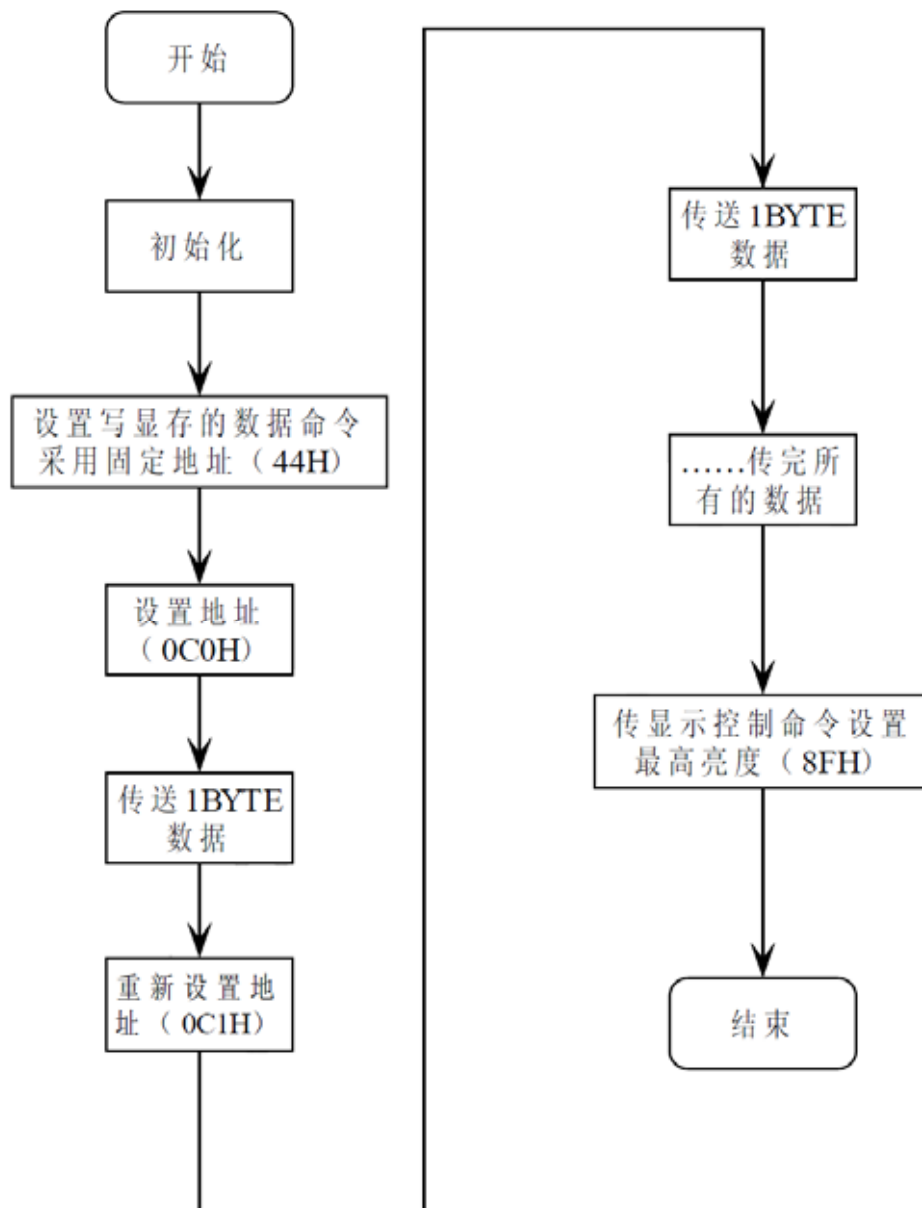 开始
初始化
设置写显存的数据命令
采用固定地址（44H）
设置地址
（0C0H）
传送1BYTE
数据
重新设置地
址（0C1H）
传送1BYTE
数据
……传完所
有的数据
传显示控制命令设置
最高亮度（8FH）
结束